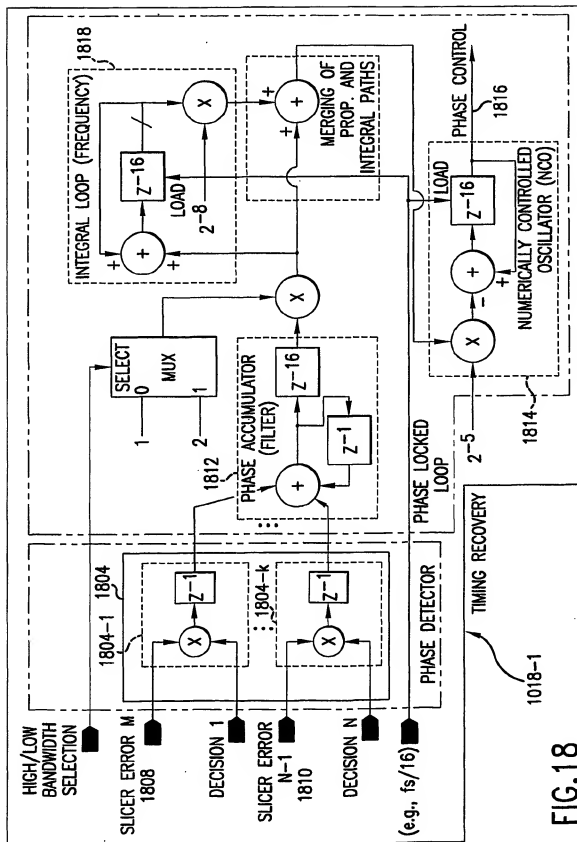 HIGH/LOW
BANDWIDTH
SELECTION
SLICER ERROR M
1808
DECISION 1
SLICER ERROR
N-1
1810
DECISION N
(e.g., fs/16)
1804
1804-1
X
z-1
1804-k
X
z-1
PHASE DETECTOR
SELECT
1
0
MUX
2
1
1812
PHASE ACCUMULATOR
(FILTER)
+
z-1
z-16
X
PHASE LOCKED
LOOP
INTEGRAL LOOP (FREQUENCY)
1818
+
+
+
z-16
LOAD
2-8
X
+
+
+
MERGING OF
PROP. AND
INTEGRAL PATHS
2-5
X
-
+
+
z-16
LOAD
NUMERICALLY CONTROLLED
OSCILLATOR (NCO)
1814
PHASE CONTROL
1816
TIMING RECOVERY
1018-1
FIG.18